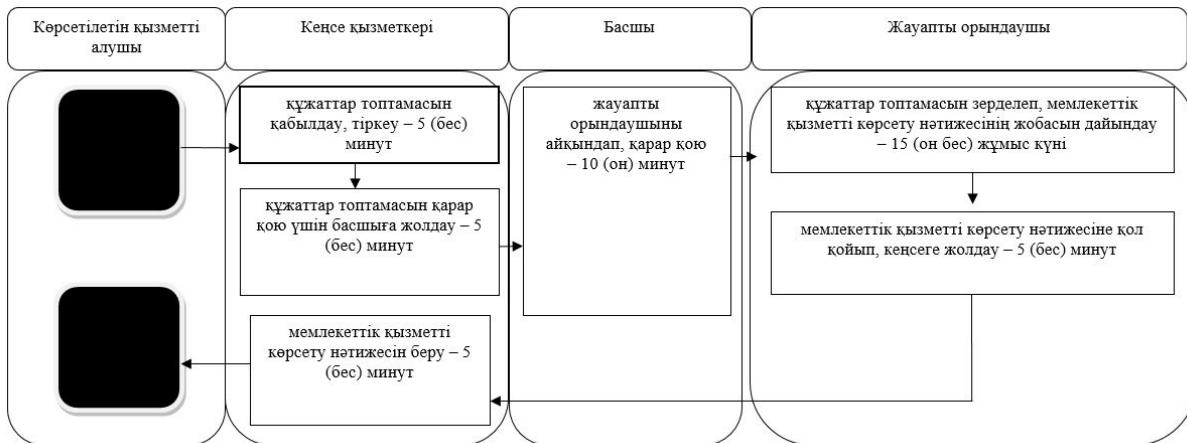 Көрсетілетін қызметті
алушы
Кеңсе қызметкері
Басшы
Жауапты орындаушы
құжаттар топтамасын
қабылдау, тіркеу – 5 (бес)
минут
құжаттар топтамасын қарар
қою үшін басшыға жолдау – 5
(бес) минут
мемлекеттік қызметті
көрсету нәтижесін беру – 5
(бес) минут
жауапты
орындаушыны
айқындап, қарар қою
– 10 (он) минут
құжаттар топтамасын зерделеп, мемлекеттік
қызметті көрсету нәтижесінің жобасын дайындау
– 15 (он бес) жұмыс күні
мемлекеттік қызметті көрсету нәтижесіне қол
қойып, кеңсеге жолдау – 5 (бес) минут